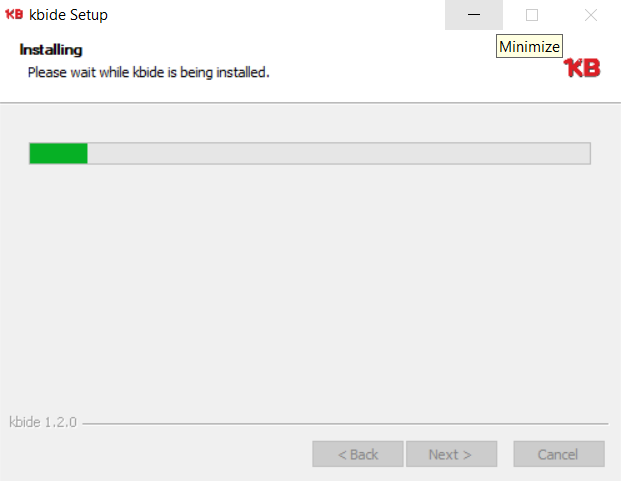 KB kbide Setup
Minimize
Installing
Please wait while kbide is being installed.
KB
kbide 1.2.0
< Back
Next >
Cancel